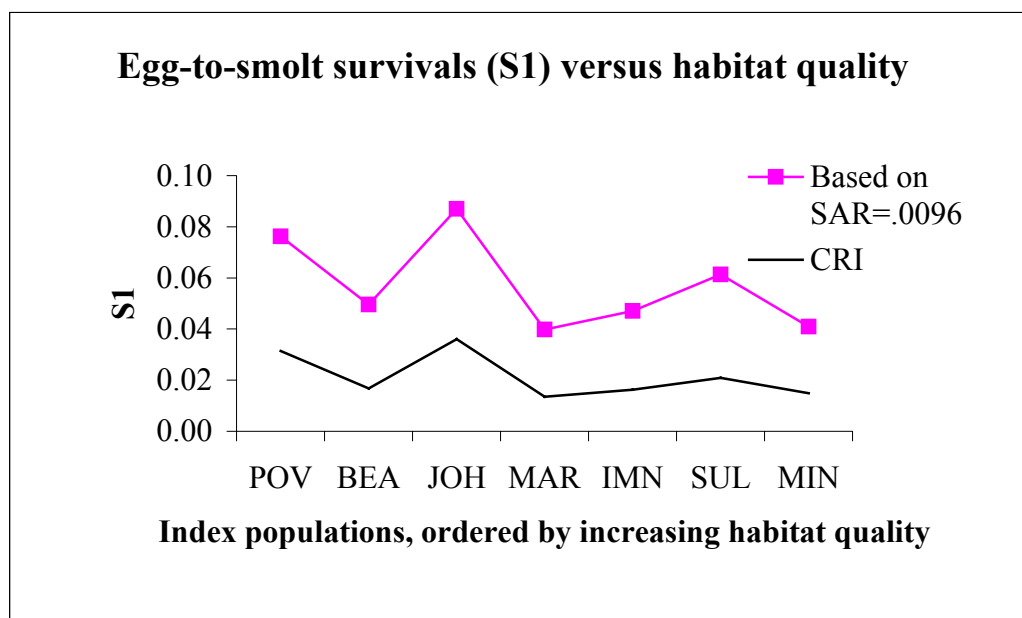 Egg-to-smolt survivals (S1) versus habitat quality
0.10
0.08
0.06
0.04
0.02
0.00
S1
Based on
SAR=.0096
CRI
POV BEA JOH MAR IMN SUL MIN
Index populations, ordered by increasing habitat quality